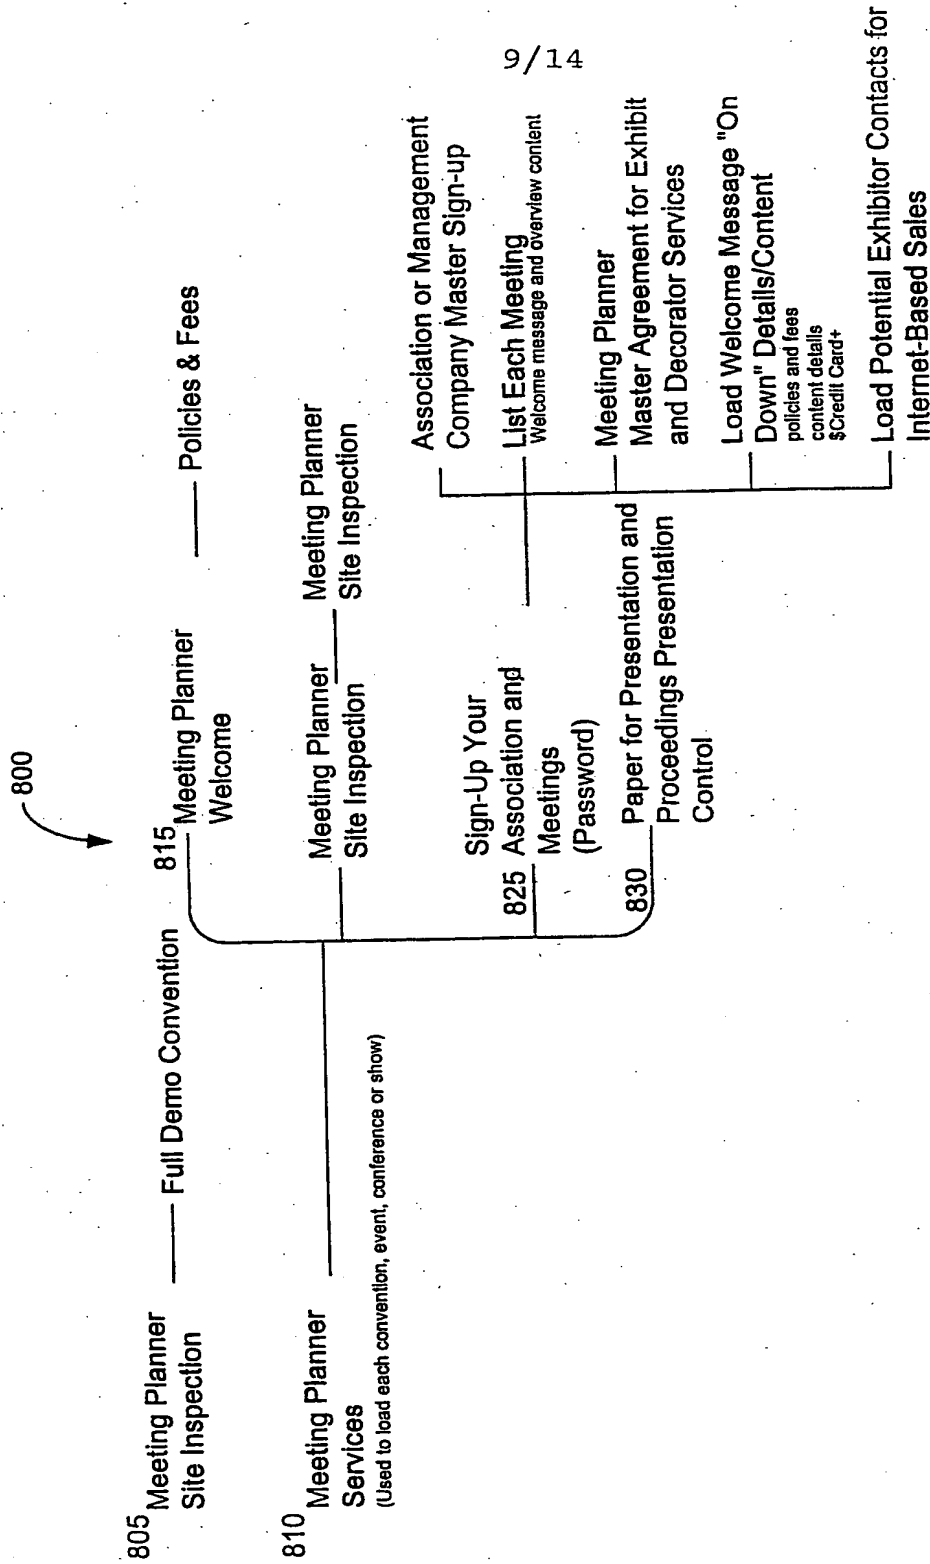 9/14
800
805 Meeting Planner
Site Inspection
Full Demo Convention
815 Meeting Planner
Welcome
Policies & Fees
810 Meeting Planner
Services
(Used to load each convention, event, conference or show)
Meeting Planner
Site Inspection
Meeting Planner
Site Inspection
Sign-Up Your
825 Association and
Meetings
(Password)
Association or Management
Company Master Sign-up
List Each Meeting
Welcome message and overview content
Meeting Planner
Master Agreement for Exhibit
and Decorator Services
Load Welcome Message "On
Down" Details/Content
policies and fees
content details
$Credit Card+
Load Potential Exhibitor Contacts for
Internet-Based Sales
830 Paper for Presentation and
Proceedings Presentation
Control